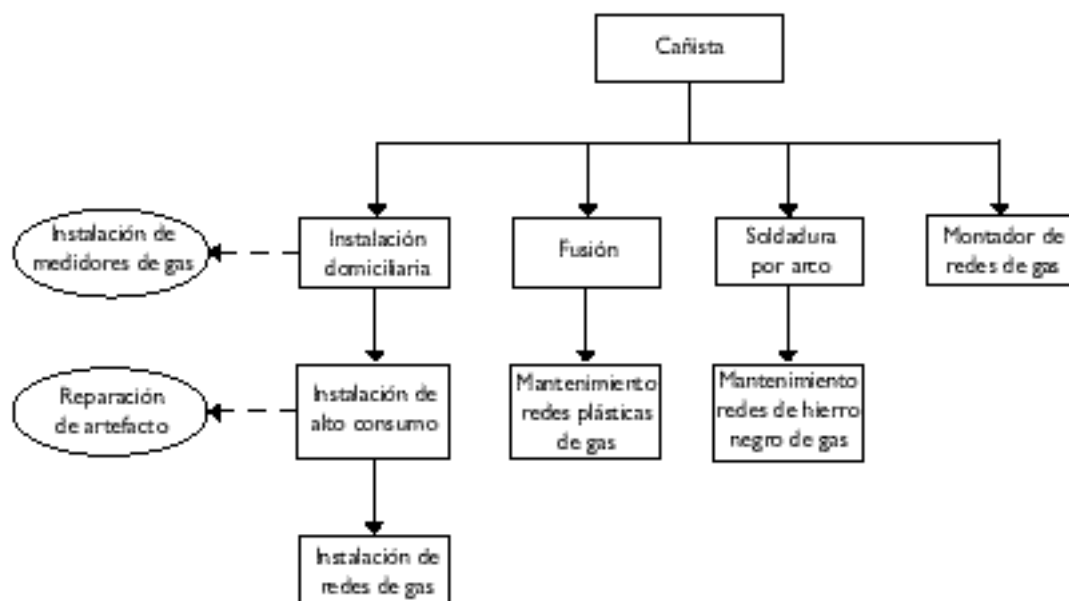 Cañista
Instalación de
medidores de gas
Instalación
domiciliaria
Fusión
Soldadura
por arco
Montador de
redes de gas
Reparación
de artefacto
Instalación de
alto consumo
Mantenimiento
redes plásticas
de gas
Mantenimiento
redes de hierro
negro de gas
Instalación de
redes de gas